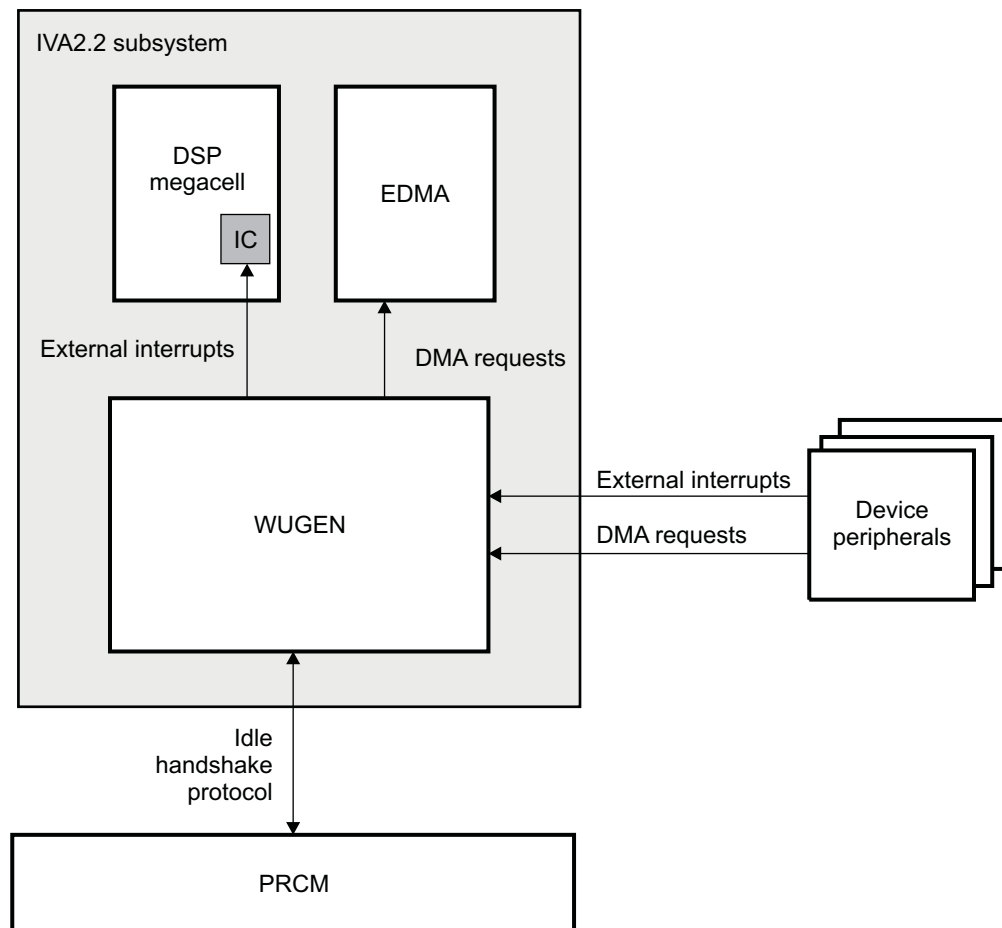 IVA2.2 subsystem
DSP
megacell
IC
EDMA
External interrupts
DMA requests
WUGEN
External interrupts
DMA requests
Device
peripherals
Idle
handshake
protocol
PRCM